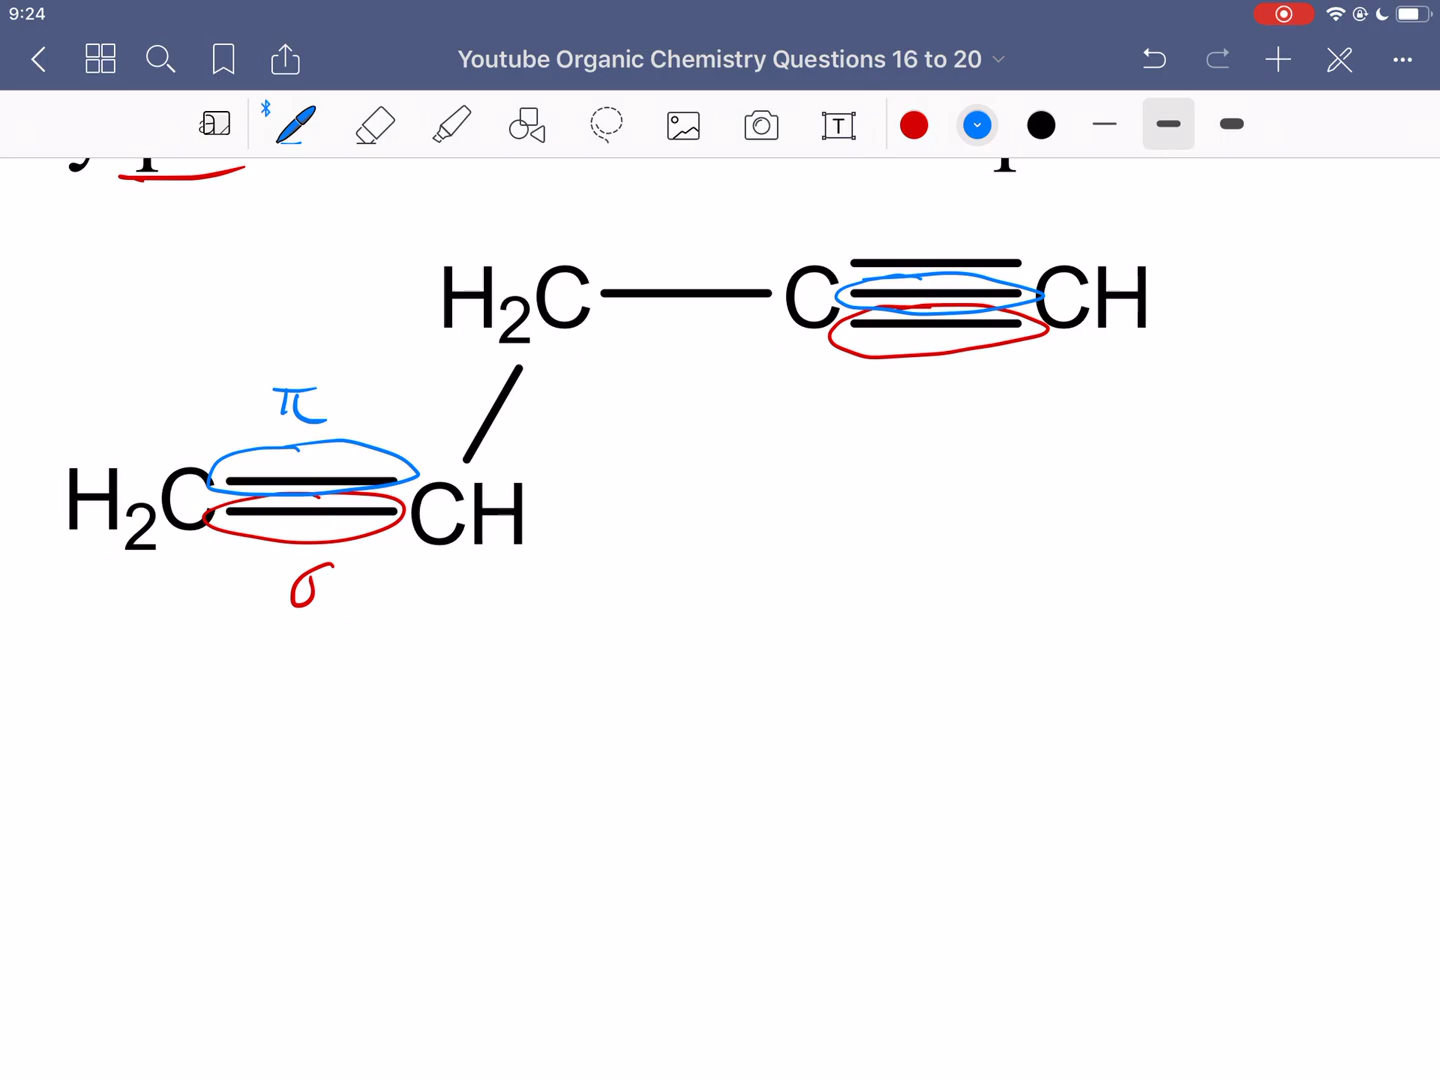 9:24
Youtube Organic Chemistry Questions 16 to 20
T
H2C C CH
π
H2C CH
σ